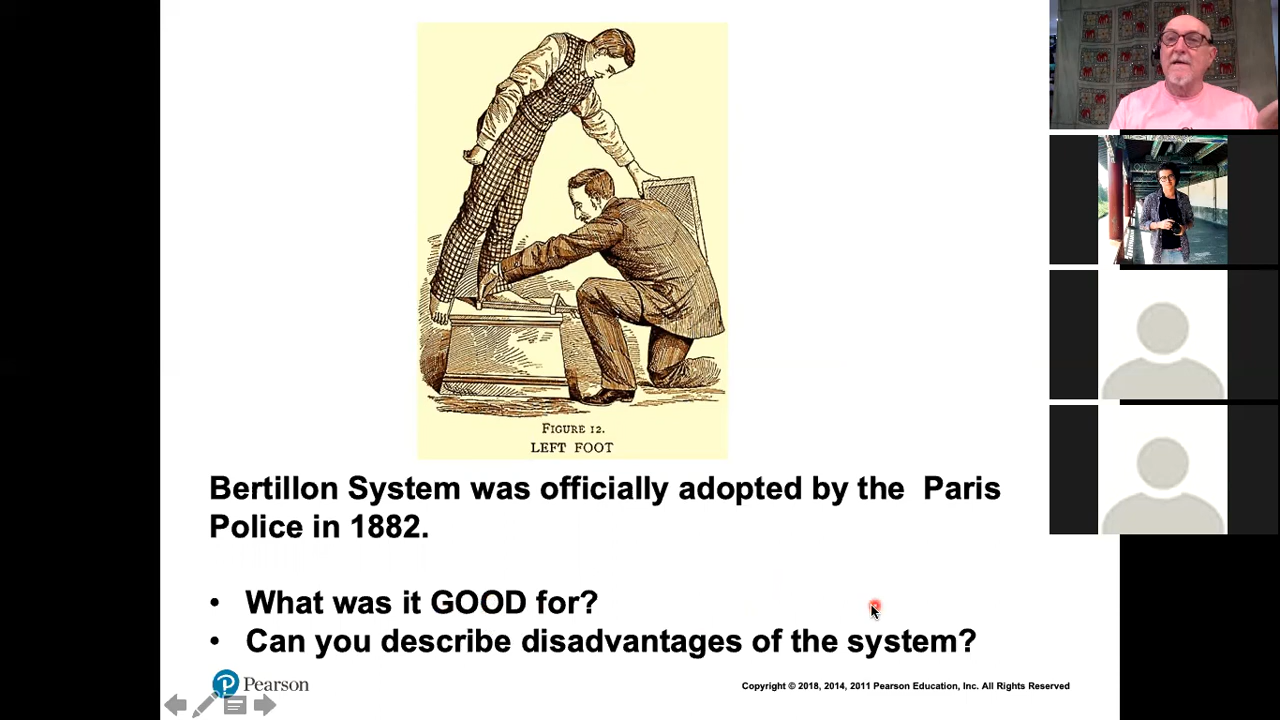 FIGURE 12.
LEFT FOOT
Bertillon System was officially adopted by the Paris
Police in 1882.
• What was it GOOD for?
• Can you describe disadvantages of the system?
Pearson
Copyright © 2018, 2014, 2011 Pearson Education, Inc. All Rights Reserved